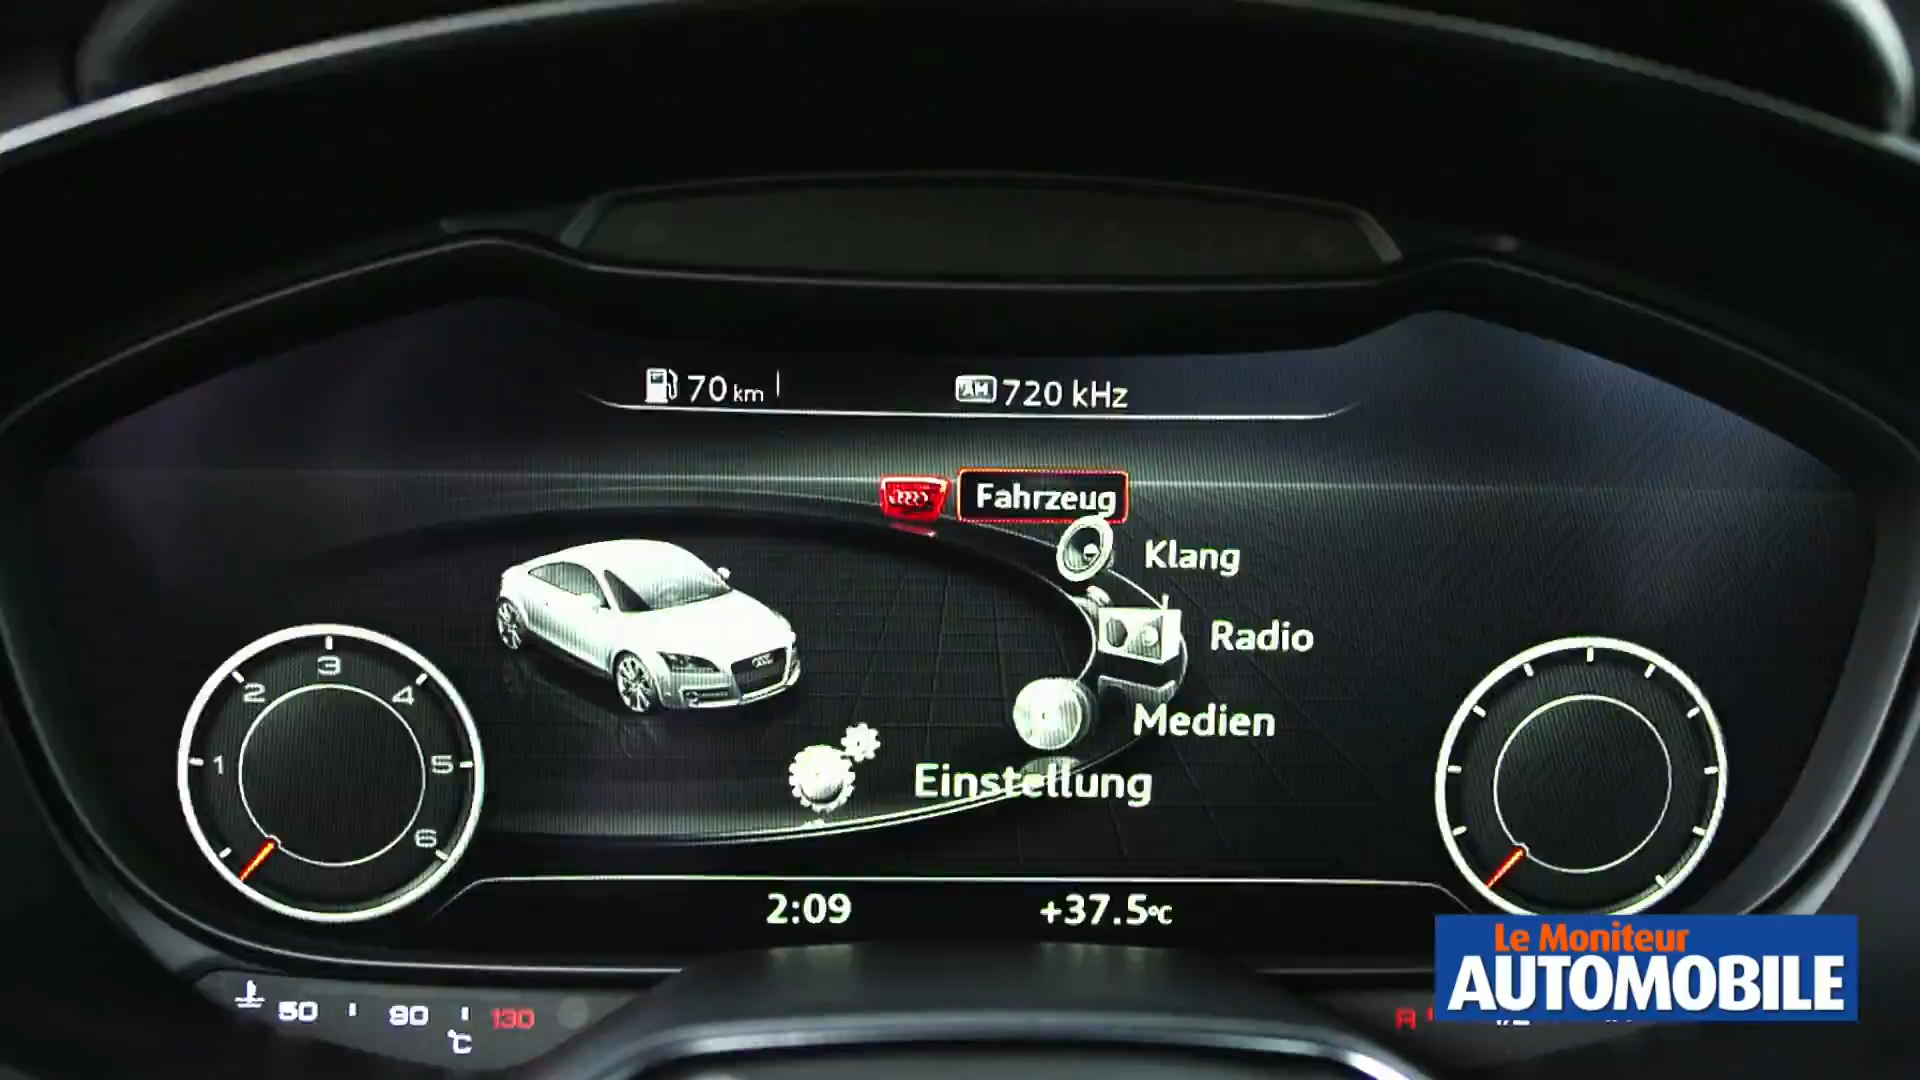 70 km
AM 720 kHz
Fahrzeug
Klang
Radio
Medien
Einstellung
1 2 3 4 5 6
2:09
+37.5°C
50 90 130
°C
Le Moniteur
AUTOMOBILE